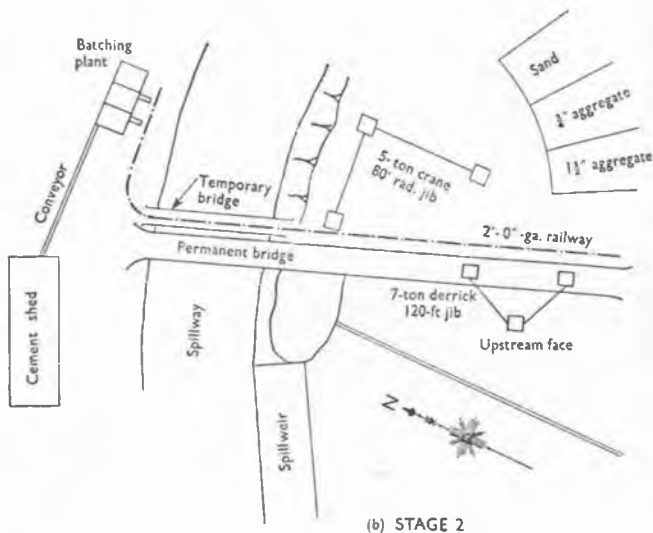 Batching
plant
Conveyor
Cement shed
Temporary
bridge
Permanent bridge
Spillway
Spillweir
5-ton crane
80' rad. jib
2'-0"-ga. railway
7-ton derrick
120-ft jib
Upstream face
Sand
¾" aggregate
1½" aggregate
N
(b) STAGE 2